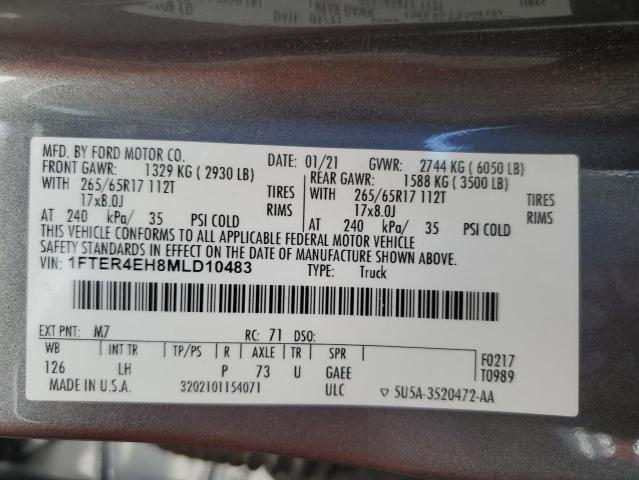 MFD. BY FORD MOTOR CO. DATE: 01/21 GVWR: 2744 KG ( 6050 LB)
FRONT GAWR: 1329 KG ( 2930 LB) REAR GAWR: 1588 KG ( 3500 LB)
WITH 265/65R17 112T TIRES WITH 265/65R17 112T TIRES
17x8.0J RIMS 17x8.0J RIMS
AT 240 kPa/ 35 PSI COLD AT 240 kPa/ 35 PSI COLD
THIS VEHICLE CONFORMS TO ALL APPLICABLE FEDERAL MOTOR VEHICLE
SAFETY STANDARDS IN EFFECT ON THE DATE OF MANUFACTURE SHOWN ABOVE.
VIN: 1FTER4EH8MLD10483 TYPE: Truck
EXT PNT: M7 RC: 71 DSO:
WB INT TR TP/PS R AXLE TR SPR F0217
126 LH P 73 U GAEE T0989
MADE IN U.S.A. 3202101154071 ULC ▽ 5U5A-3520472-AA